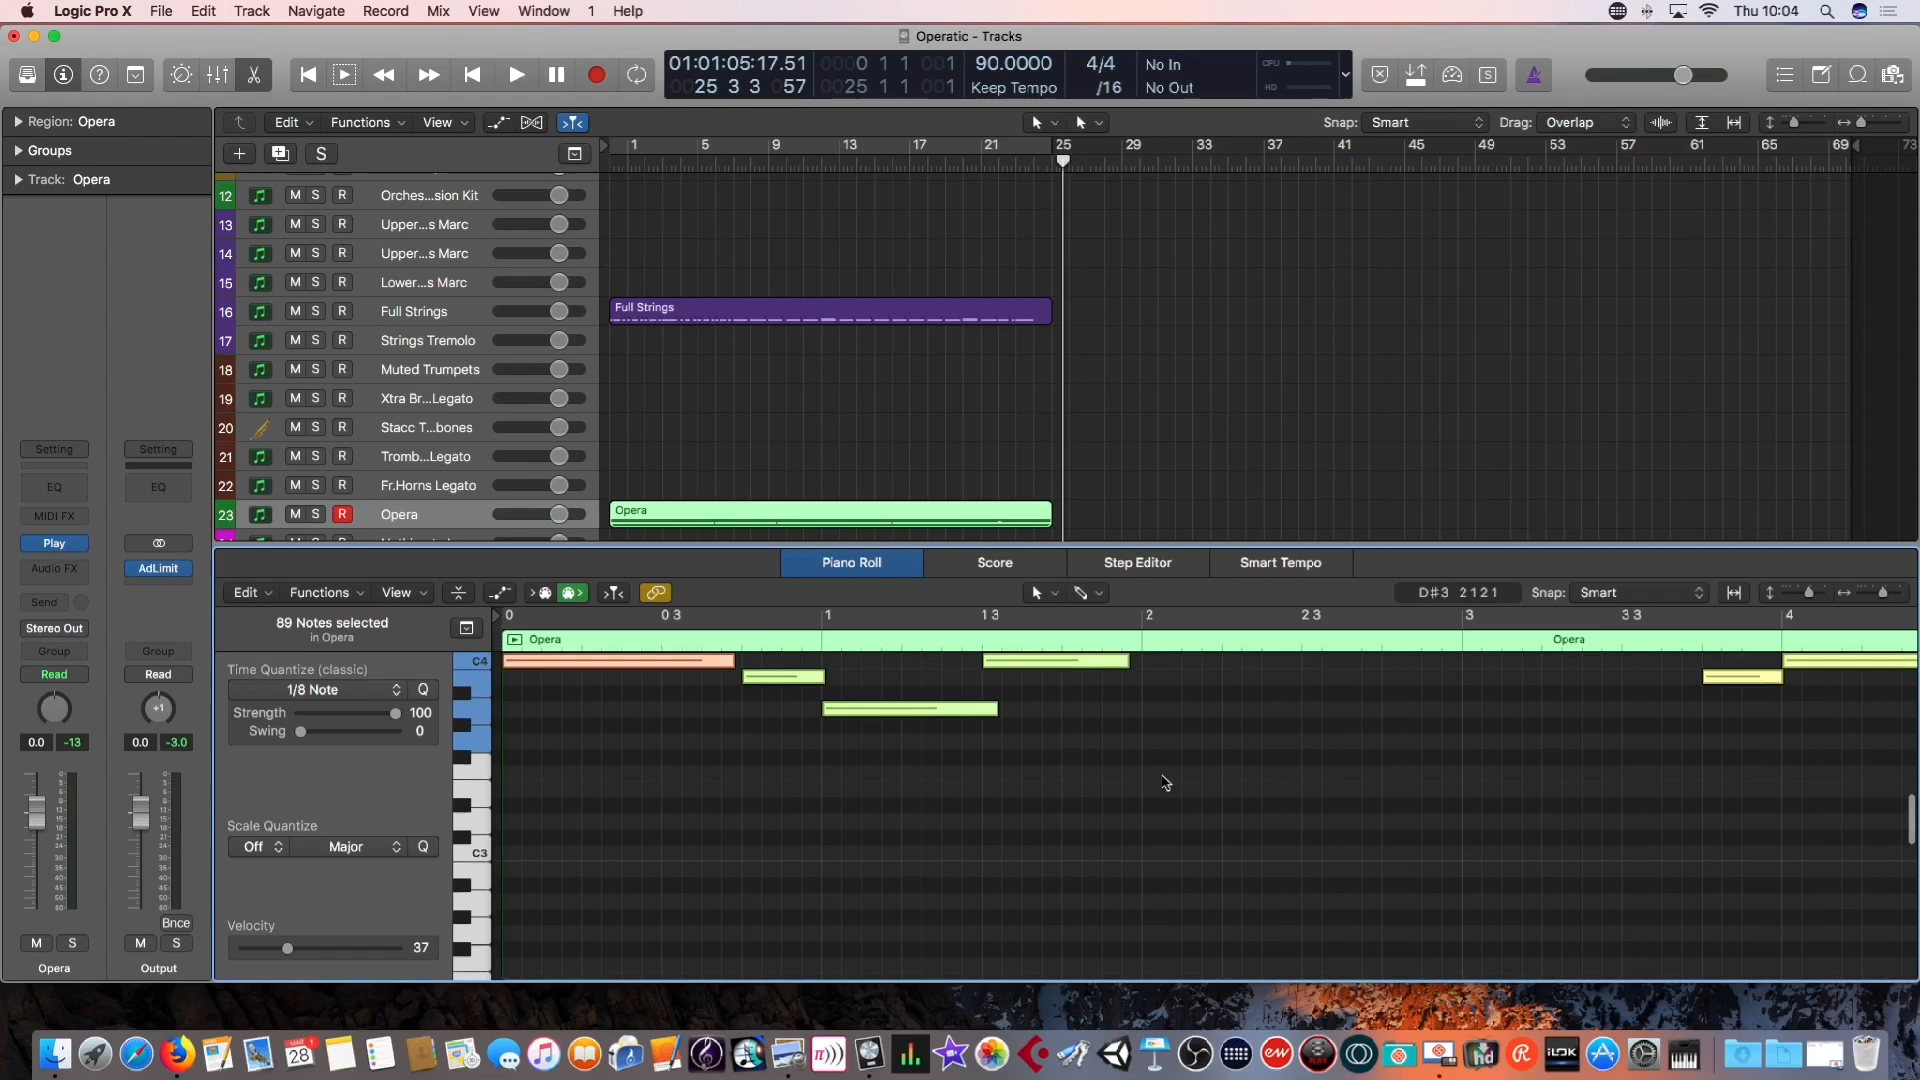 Logic Pro X File Edit Track Navigate Record Mix View Window 1 Help Thu 10:04
Operatic - Tracks
01:01:05:17.51 0000 1 1 001 90.0000 4/4 No In CPU
0025 3 3 057 0025 1 1 001 Keep Tempo /16 No Out HD
Region: Opera
Edit Functions View Snap: Smart Drag: Overlap
Groups
S
1 5 9 13 17 21 25 29 33 37 41 45 49 53 57 61 65 69 73
Track: Opera
12 M S R Orches...sion Kit
13 M S R Upper...s Marc
14 M S R Upper...s Marc
15 M S R Lower...s Marc
16 M S R Full Strings
Full Strings
17 M S R Strings Tremolo
18 M S R Muted Trumpets
19 M S R Xtra Br...Legato
20 M S R Stacc T...bones
21 M S R Tromb...Legato
22 M S R Fr.Horns Legato
23 M S R Opera
Opera
Setting Setting
EQ EQ
MIDI FX
Play
Audio FX AdLimit
Send
Stereo Out
Group Group
Read Read
+1
0.0 -13 0.0 -3.0
Bnce
M S M S
Opera Output
Piano Roll Score Step Editor Smart Tempo
Edit Functions View D#3 2 1 2 1 Snap: Smart
0 0 3 1 1 3 2 2 3 3 3 3 4
89 Notes selected
in Opera
Opera Opera
Time Quantize (classic)
1/8 Note Q
Strength 100
Swing 0
C4
Scale Quantize
Off Major Q
C3
Velocity
37
MAR
28